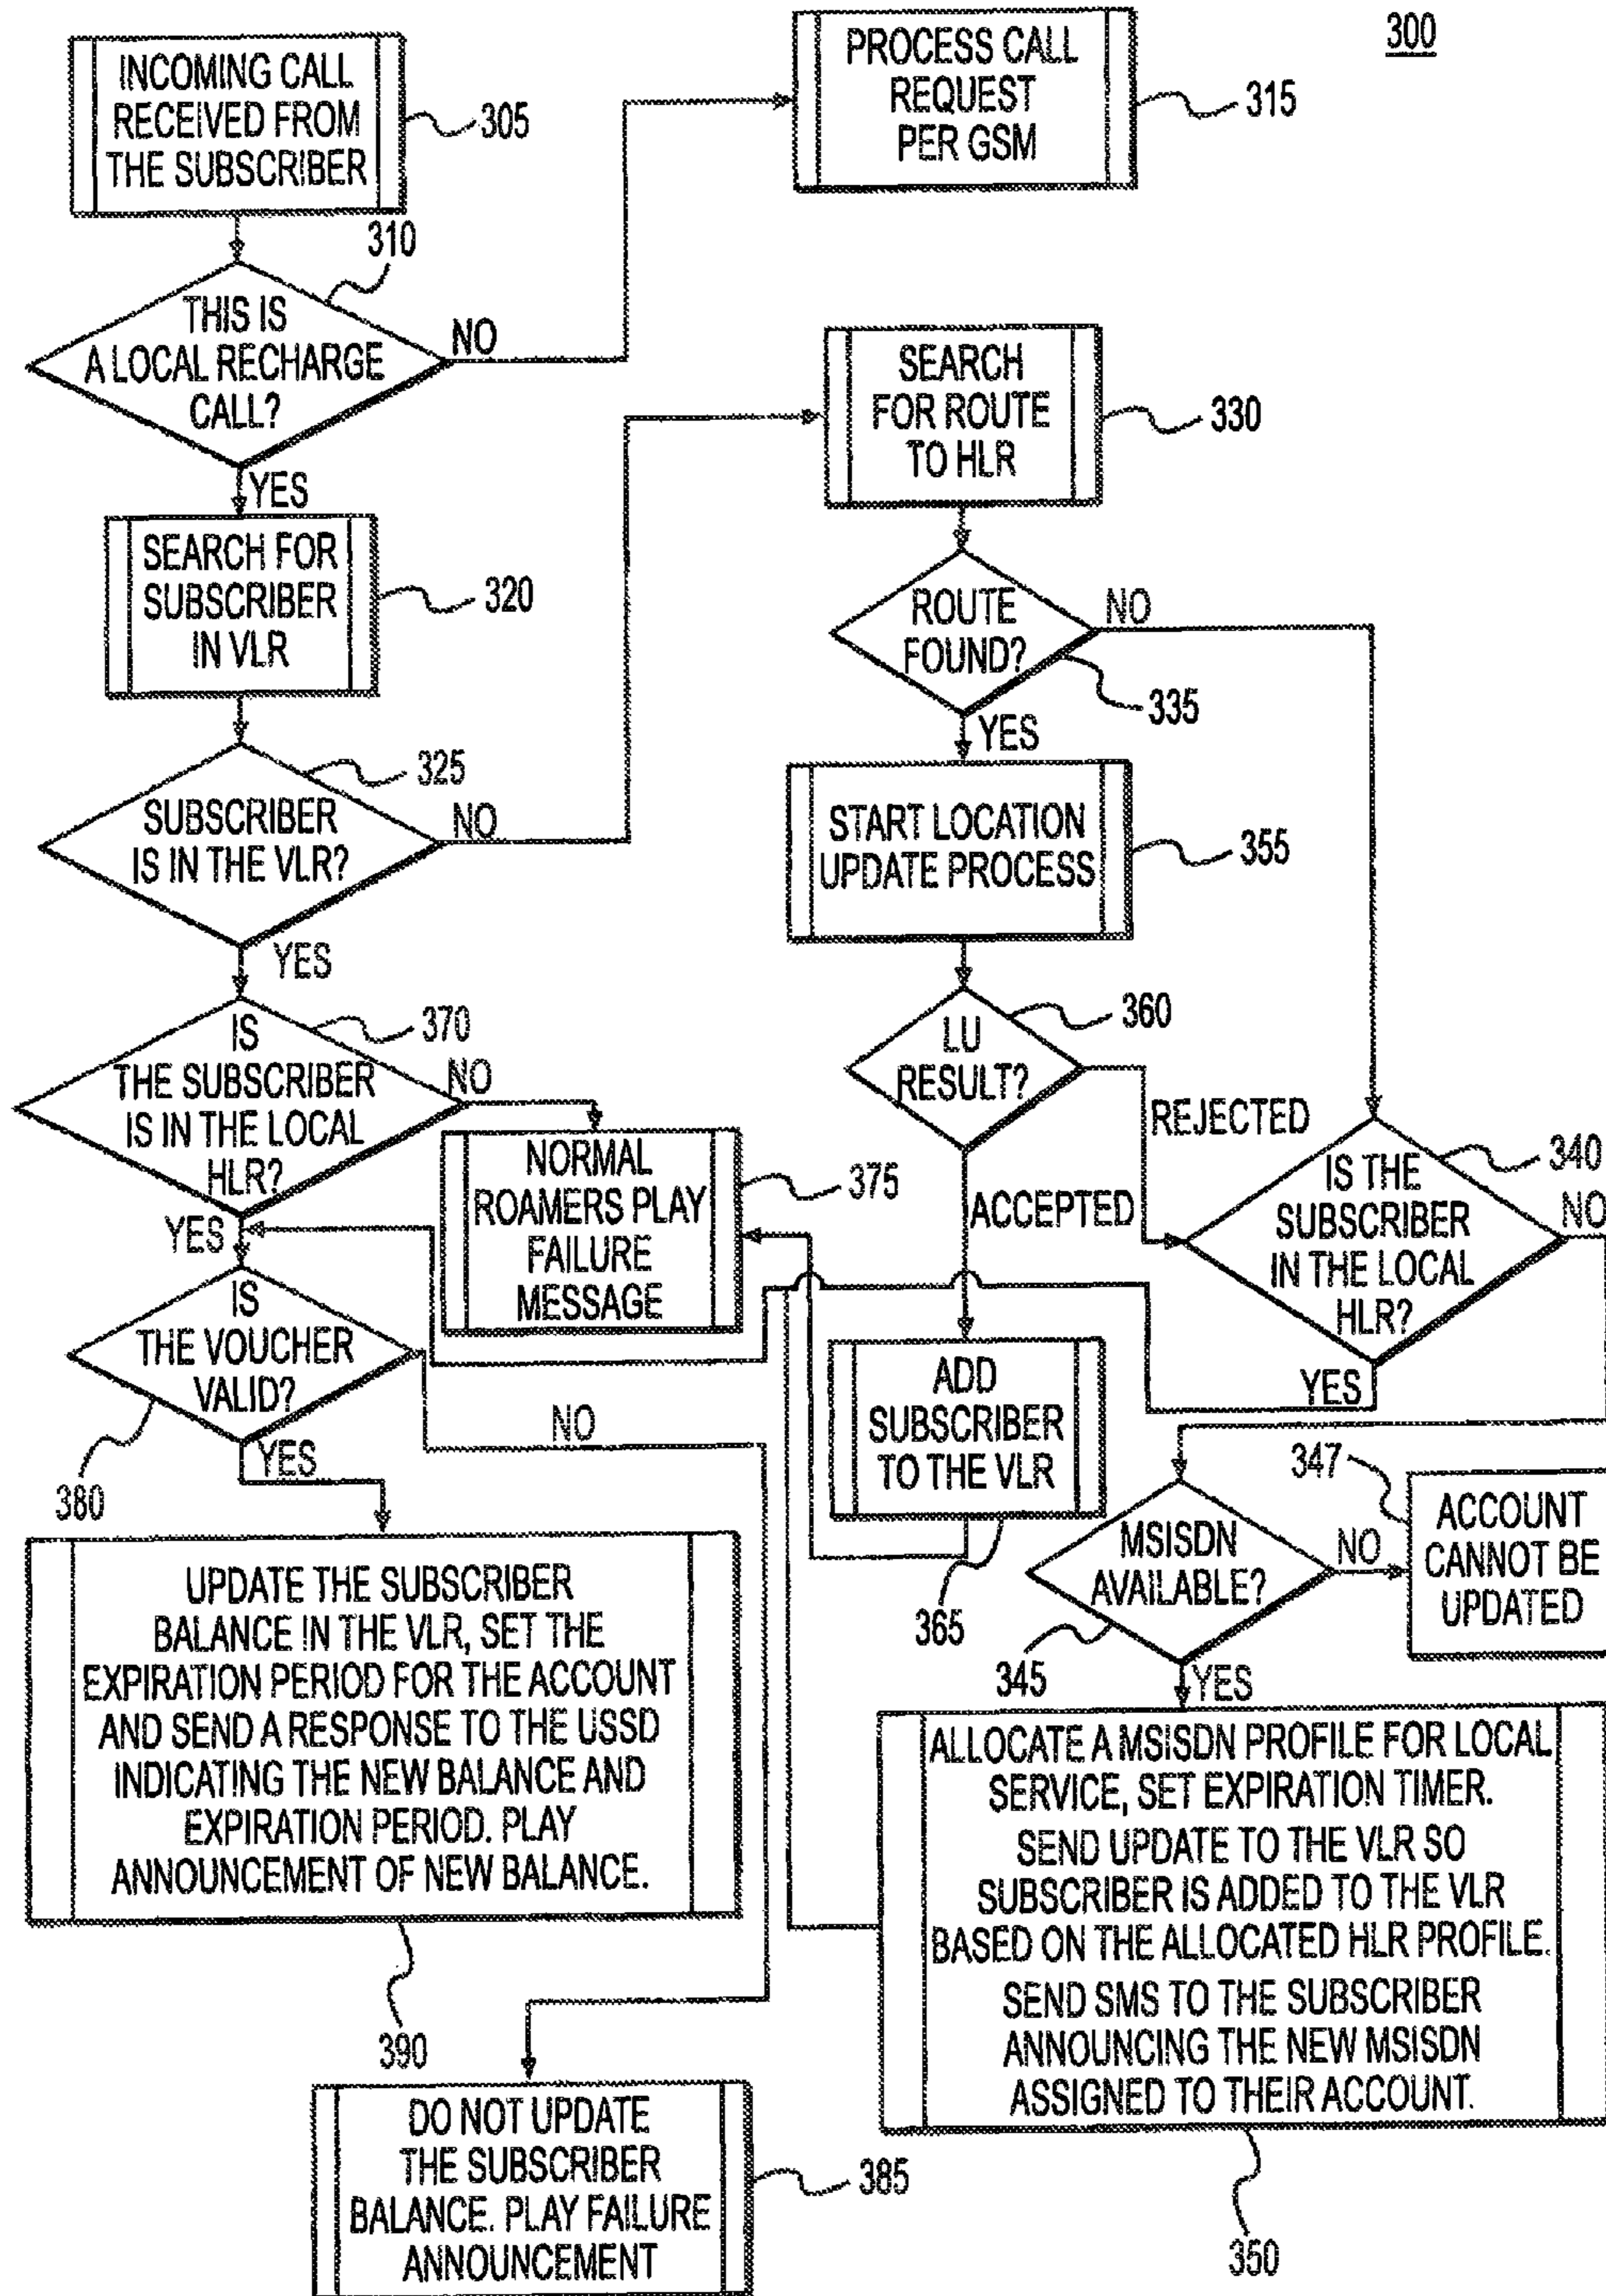 300
INCOMING CALL
RECEIVED FROM
THE SUBSCRIBER
305
PROCESS CALL
REQUEST
PER GSM
315
310
THIS IS
A LOCAL RECHARGE
CALL?
NO
YES
SEARCH FOR
SUBSCRIBER
IN VLR
320
SEARCH
FOR ROUTE
TO HLR
330
ROUTE
FOUND?
NO
335
YES
325
SUBSCRIBER
IS IN THE VLR?
NO
YES
START LOCATION
UPDATE PROCESS
355
370
IS
THE SUBSCRIBER
IS IN THE LOCAL
HLR?
NO
YES
360
LU
RESULT?
REJECTED
ACCEPTED
NORMAL
ROAMERS PLAY
FAILURE
MESSAGE
375
340
IS THE
SUBSCRIBER
IN THE LOCAL
HLR?
NO
YES
IS
THE VOUCHER
VALID?
NO
YES
380
ADD
SUBSCRIBER
TO THE VLR
365
347
MSISDN
AVAILABLE?
NO
345
YES
ACCOUNT
CANNOT BE
UPDATED
UPDATE THE SUBSCRIBER
BALANCE IN THE VLR, SET THE
EXPIRATION PERIOD FOR THE ACCOUNT
AND SEND A RESPONSE TO THE USSD
INDICATING THE NEW BALANCE AND
EXPIRATION PERIOD. PLAY
ANNOUNCEMENT OF NEW BALANCE.
390
ALLOCATE A MSISDN PROFILE FOR LOCAL
SERVICE, SET EXPIRATION TIMER.
SEND UPDATE TO THE VLR SO
SUBSCRIBER IS ADDED TO THE VLR
BASED ON THE ALLOCATED HLR PROFILE.
SEND SMS TO THE SUBSCRIBER
ANNOUNCING THE NEW MSISDN
ASSIGNED TO THEIR ACCOUNT.
350
DO NOT UPDATE
THE SUBSCRIBER
BALANCE. PLAY FAILURE
ANNOUNCEMENT
385